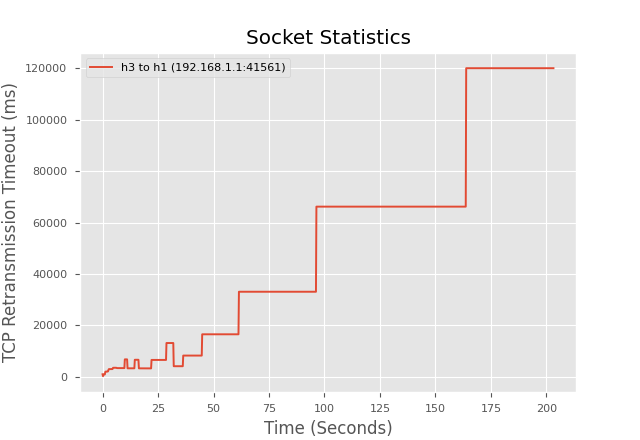 Socket Statistics
h3 to h1 (192.168.1.1:41561)
TCP Retransmission Timeout (ms)
120000
100000
80000
60000
40000
20000
0
0 25 50 75 100 125 150 175 200
Time (Seconds)